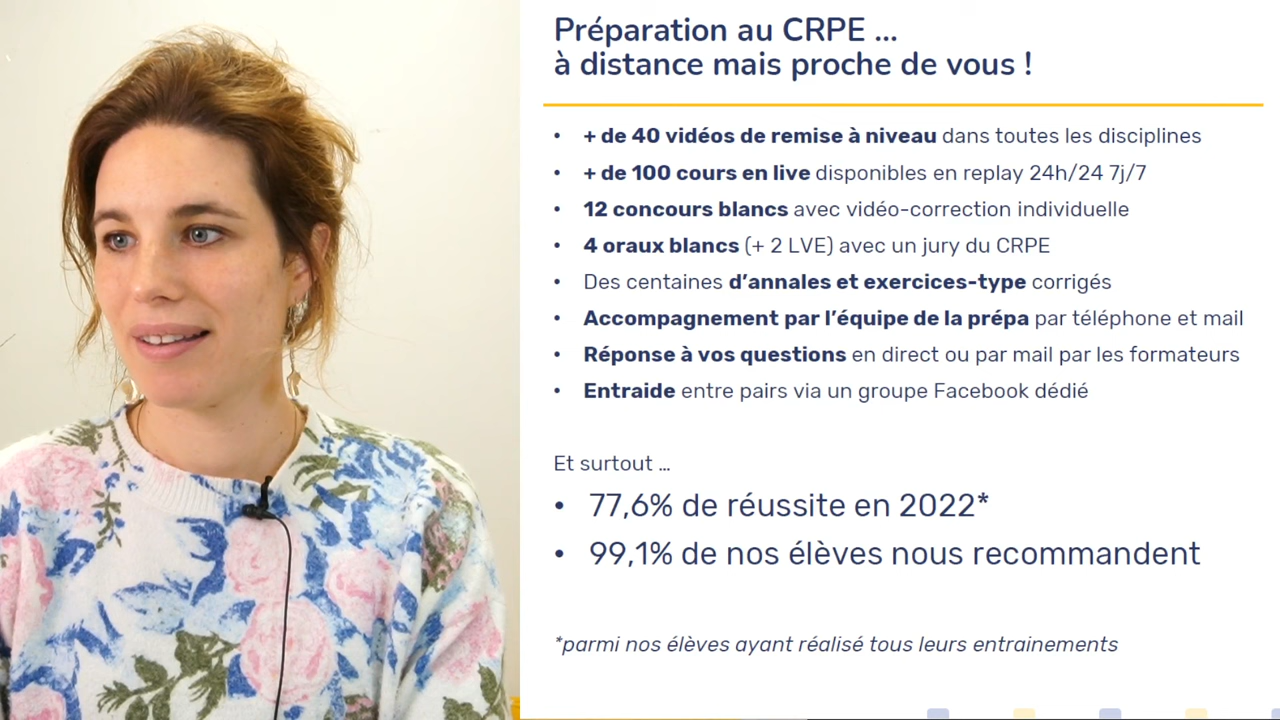 Préparation au CRPE ...
à distance mais proche de vous !
• + de 40 vidéos de remise à niveau dans toutes les disciplines
• + de 100 cours en live disponibles en replay 24h/24 7j/7
• 12 concours blancs avec vidéo-correction individuelle
• 4 oraux blancs (+ 2 LVE) avec un jury du CRPE
• Des centaines d’annales et exercices-type corrigés
• Accompagnement par l’équipe de la prépa par téléphone et mail
• Réponse à vos questions en direct ou par mail par les formateurs
• Entraide entre pairs via un groupe Facebook dédié
Et surtout ...
• 77,6% de réussite en 2022*
• 99,1% de nos élèves nous recommandent
*parmi nos élèves ayant réalisé tous leurs entrainements